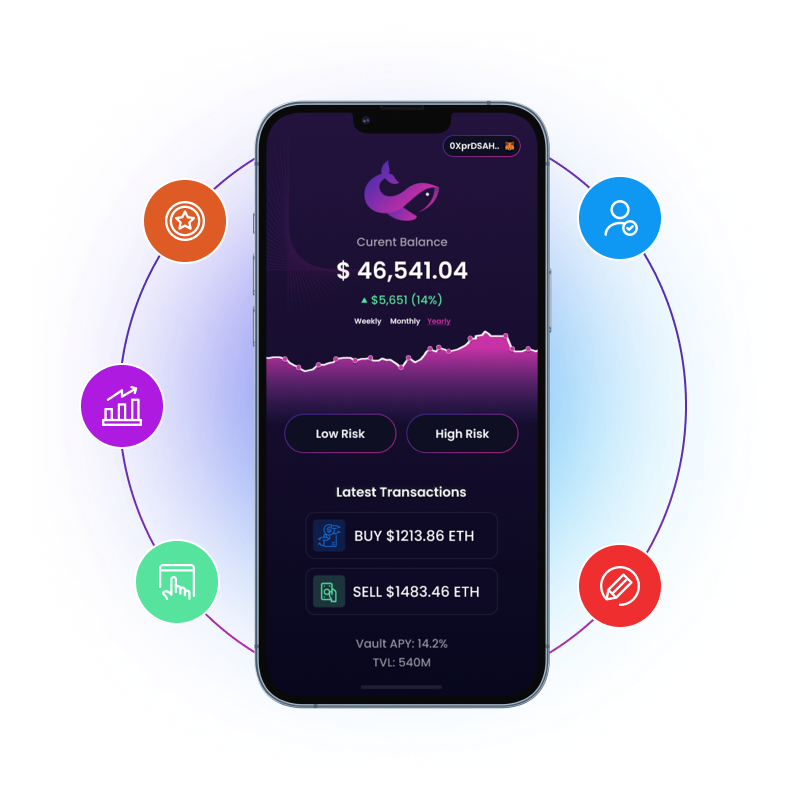 0XprDSAH..
Curent Balance
$ 46,541.04
$5,651 (14%)
Weekly Monthly Yearly
Low Risk High Risk
Latest Transactions
BUY $1213.86 ETH
SELL $1483.46 ETH
Vault APY: 14.2%
TVL: 540M